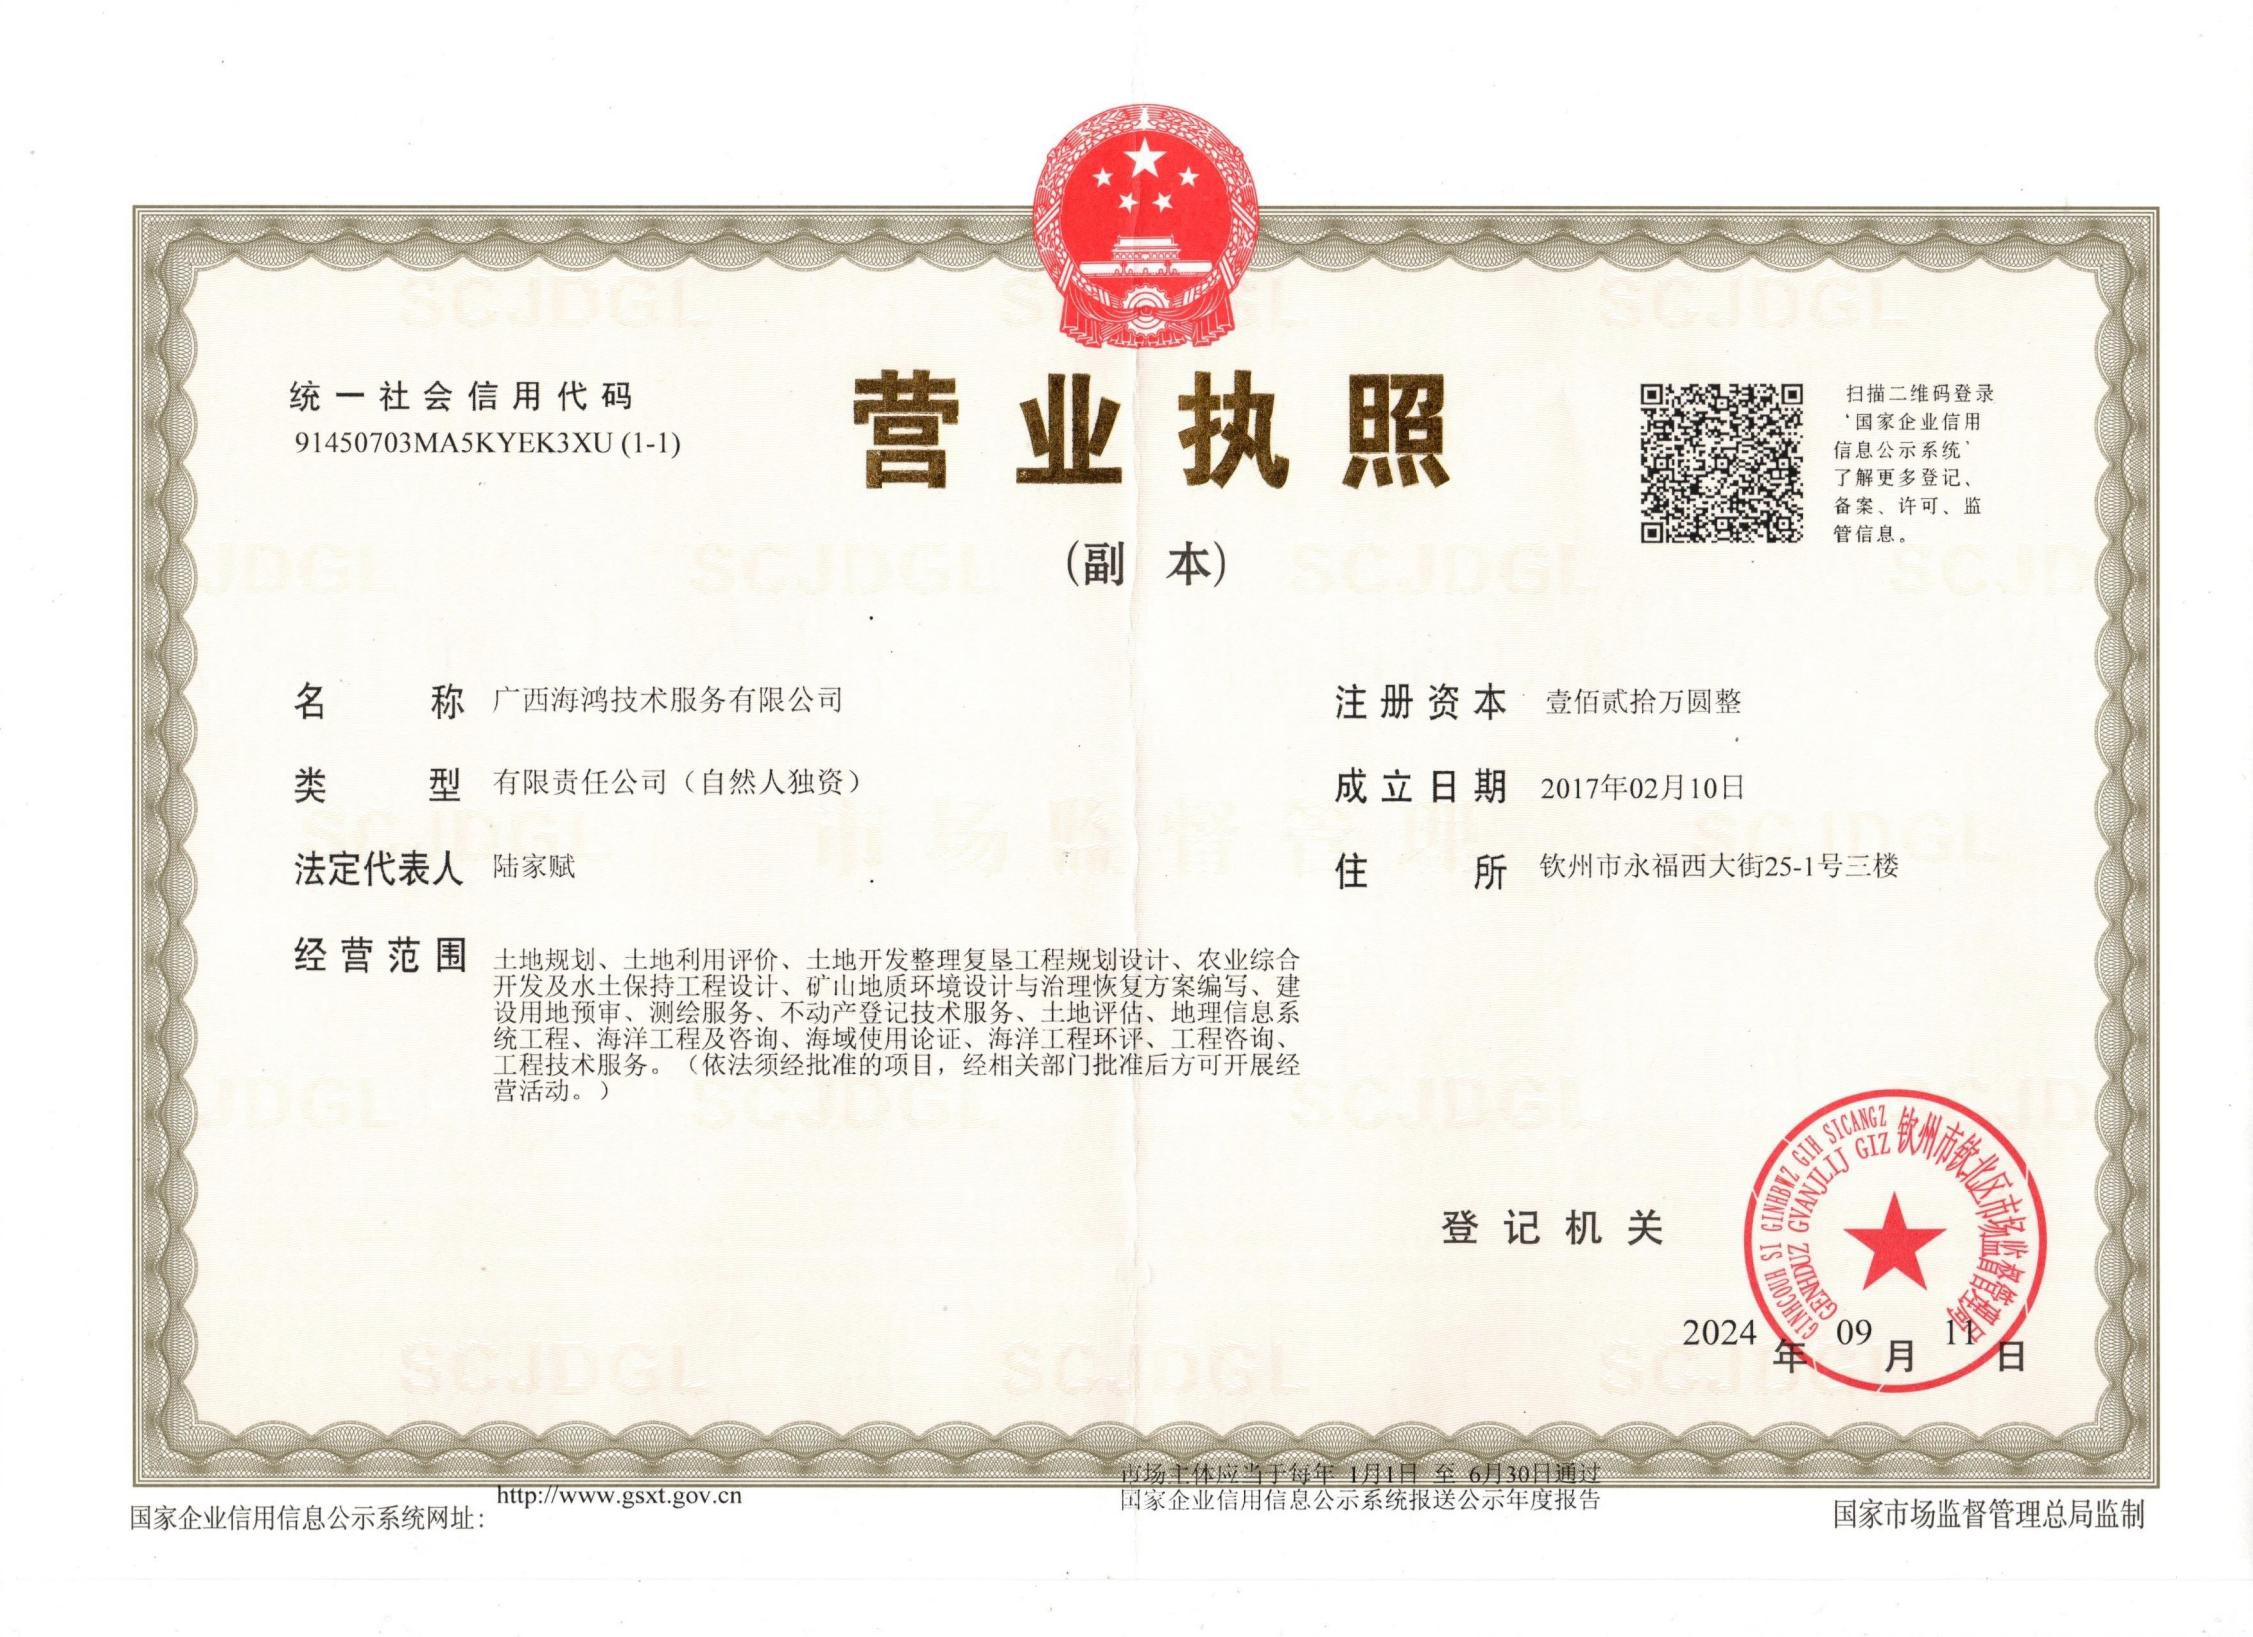 统一社会信用代码
91450703MA5KYEK3XU (1-1)
营业执照
(副 本)
扫描二维码登录
‘国家企业信用
信息公示系统’
了解更多登记、
备案、许可、监
管信息。
名 称 广西海鸿技术服务有限公司
类 型 有限责任公司（自然人独资）
法定代表人 陆家赋
经营范围 土地规划、土地利用评价、土地开发整理复垦工程规划设计、农业综合
开发及水土保持工程设计、矿山地质环境设计与治理恢复方案编写、建
设用地预审、测绘服务、不动产登记技术服务、土地评估、地理信息系
统工程、海洋工程及咨询、海域使用论证、海洋工程环评、工程咨询、
工程技术服务。（依法须经批准的项目，经相关部门批准后方可开展经
营活动。）
注册资本 壹佰贰拾万圆整
成立日期 2017年02月10日
住 所 钦州市永福西大街25-1号三楼
登记机关
GINHCOUH SI GINHBWZ GIH SICANGZ
GENHDUZ GVANJLIJ GIZ
钦州市钦北区市场监督管理局
2024 年 09 月 11 日
SCJDGL
市场监督管理
国家企业信用信息公示系统网址：
http://www.gsxt.gov.cn
市场主体应当于每年 1月1日 至 6月30日通过
国家企业信用信息公示系统报送公示年度报告
国家市场监督管理总局监制